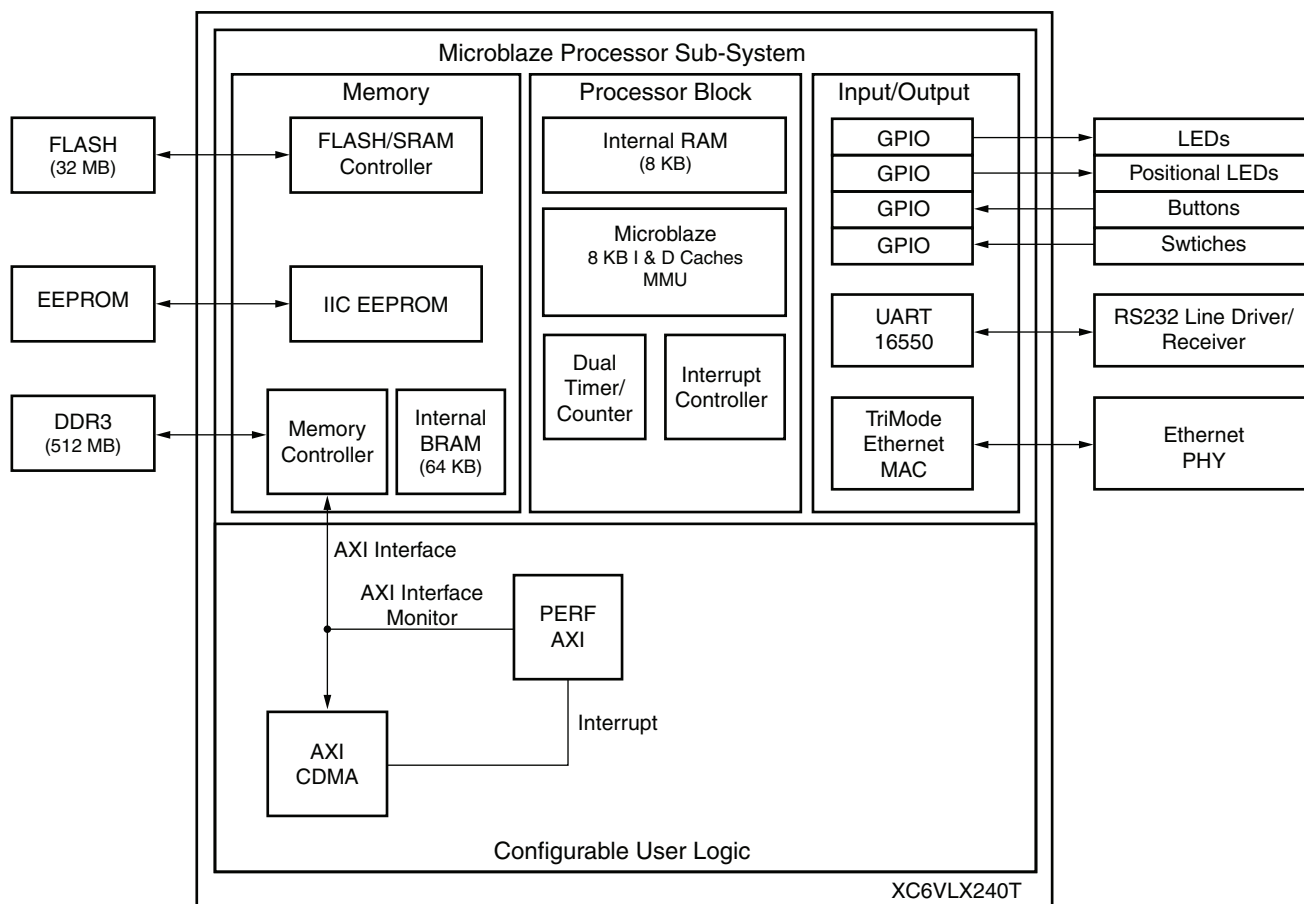 Microblaze Processor Sub-System
Memory
FLASH/SRAM
Controller
IIC EEPROM
Memory
Controller
Internal
BRAM
(64 KB)
Processor Block
Internal RAM
(8 KB)
Microblaze
8 KB I & D Caches
MMU
Dual
Timer/
Counter
Interrupt
Controller
Input/Output
GPIO
GPIO
GPIO
GPIO
UART
16550
TriMode
Ethernet
MAC
FLASH
(32 MB)
EEPROM
DDR3
(512 MB)
LEDs
Positional LEDs
Buttons
Swtiches
RS232 Line Driver/
Receiver
Ethernet
PHY
AXI Interface
AXI Interface
Monitor
PERF
AXI
Interrupt
AXI
CDMA
Configurable User Logic
XC6VLX240T